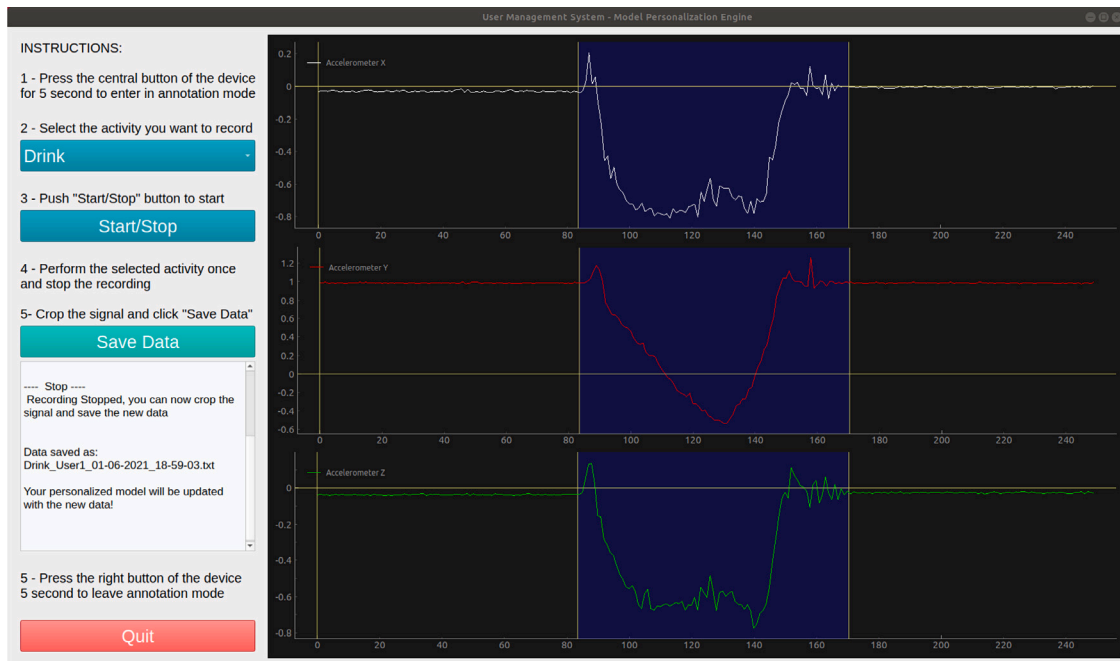 User Management System - Model Personalization Engine
INSTRUCTIONS:
1 - Press the central button of the device
for 5 second to enter in annotation mode
2 - Select the activity you want to record
Drink
3 - Push "Start/Stop" button to start
Start/Stop
4 - Perform the selected activity once
and stop the recording
5- Crop the signal and click "Save Data"
Save Data
---- Stop ----
Recording Stopped, you can now crop the
signal and save the new data
Data saved as:
Drink_User1_01-06-2021_18-59-03.txt
Your personalized model will be updated
with the new data!
5 - Press the right button of the device
5 second to leave annotation mode
Quit
Accelerometer X
0.2
0
-0.2
-0.4
-0.6
-0.8
0 20 40 60 80 100 120 140 160 180 200 220 240
Accelerometer Y
1.2
1
0.8
0.6
0.4
0.2
0
-0.2
-0.4
-0.6
0 20 40 60 80 100 120 140 160 180 200 220 240
Accelerometer Z
0
-0.2
-0.4
-0.6
-0.8
0 20 40 60 80 100 120 140 160 180 200 220 240